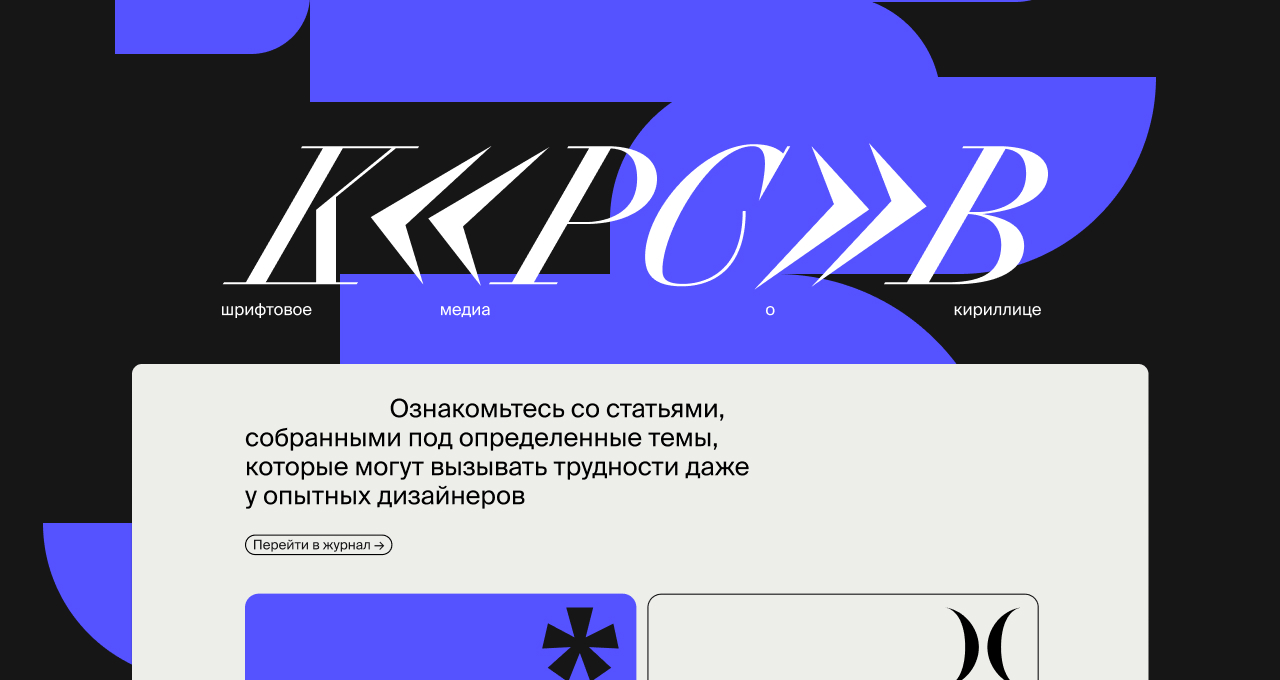 К«РС»В
шрифтовое медиа о кириллице
Ознакомьтесь со статьями,
собранными под определенные темы,
которые могут вызывать трудности даже
у опытных дизайнеров
Перейти в журнал →
*
)(